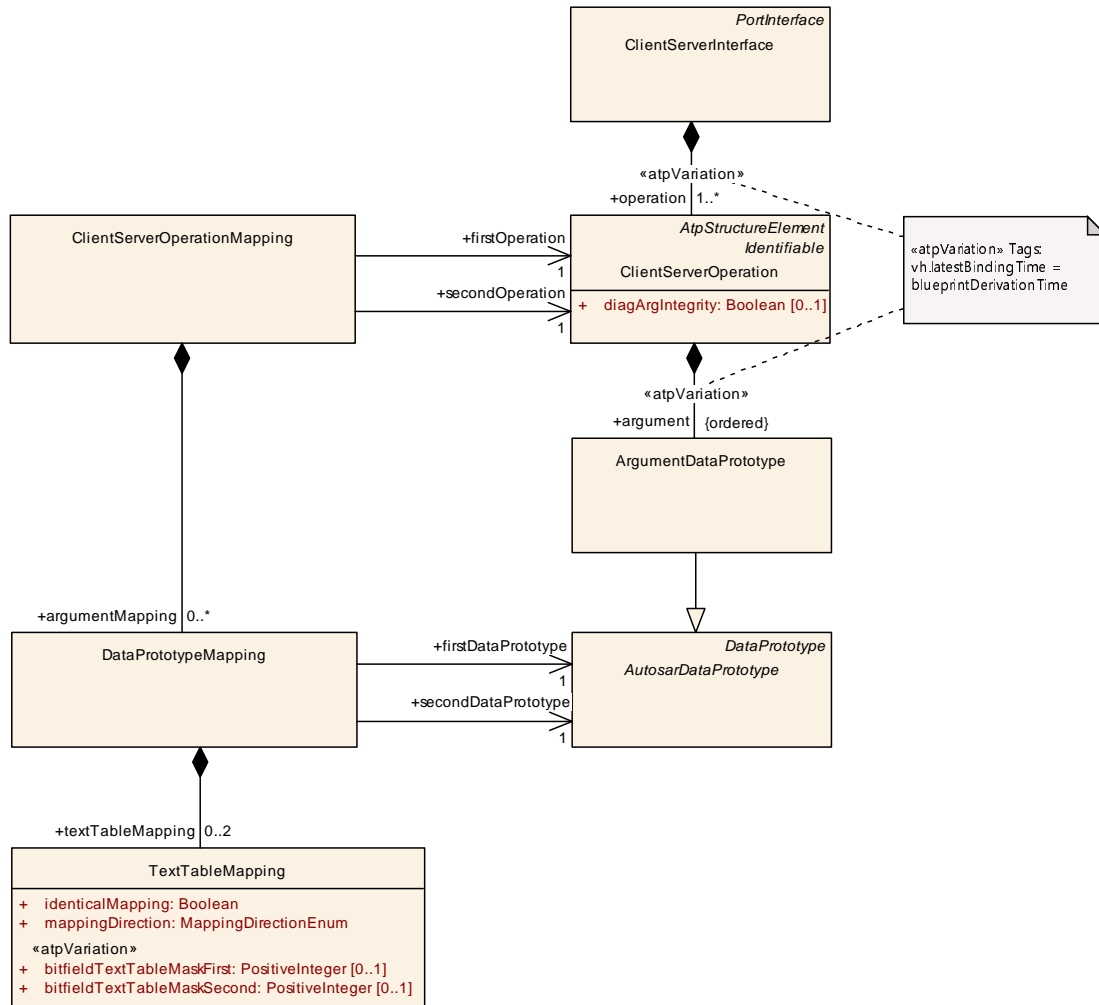 PortInterface
ClientServerInterface
«atpVariation»
+operation 1..*
ClientServerOperationMapping
+firstOperation
1
+secondOperation
1
AtpStructureElement
Identifiable
ClientServerOperation
+ diagArgIntegrity: Boolean [0..1]
«atpVariation» Tags:
vh.latestBindingTime =
blueprintDerivationTime
«atpVariation»
+argument {ordered}
ArgumentDataPrototype
+argumentMapping 0..*
DataPrototypeMapping
+firstDataPrototype
1
+secondDataPrototype
1
DataPrototype
AutosarDataPrototype
+textTableMapping 0..2
TextTableMapping
+ identicalMapping: Boolean
+ mappingDirection: MappingDirectionEnum
«atpVariation»
+ bitfieldTextTableMaskFirst: PositiveInteger [0..1]
+ bitfieldTextTableMaskSecond: PositiveInteger [0..1]